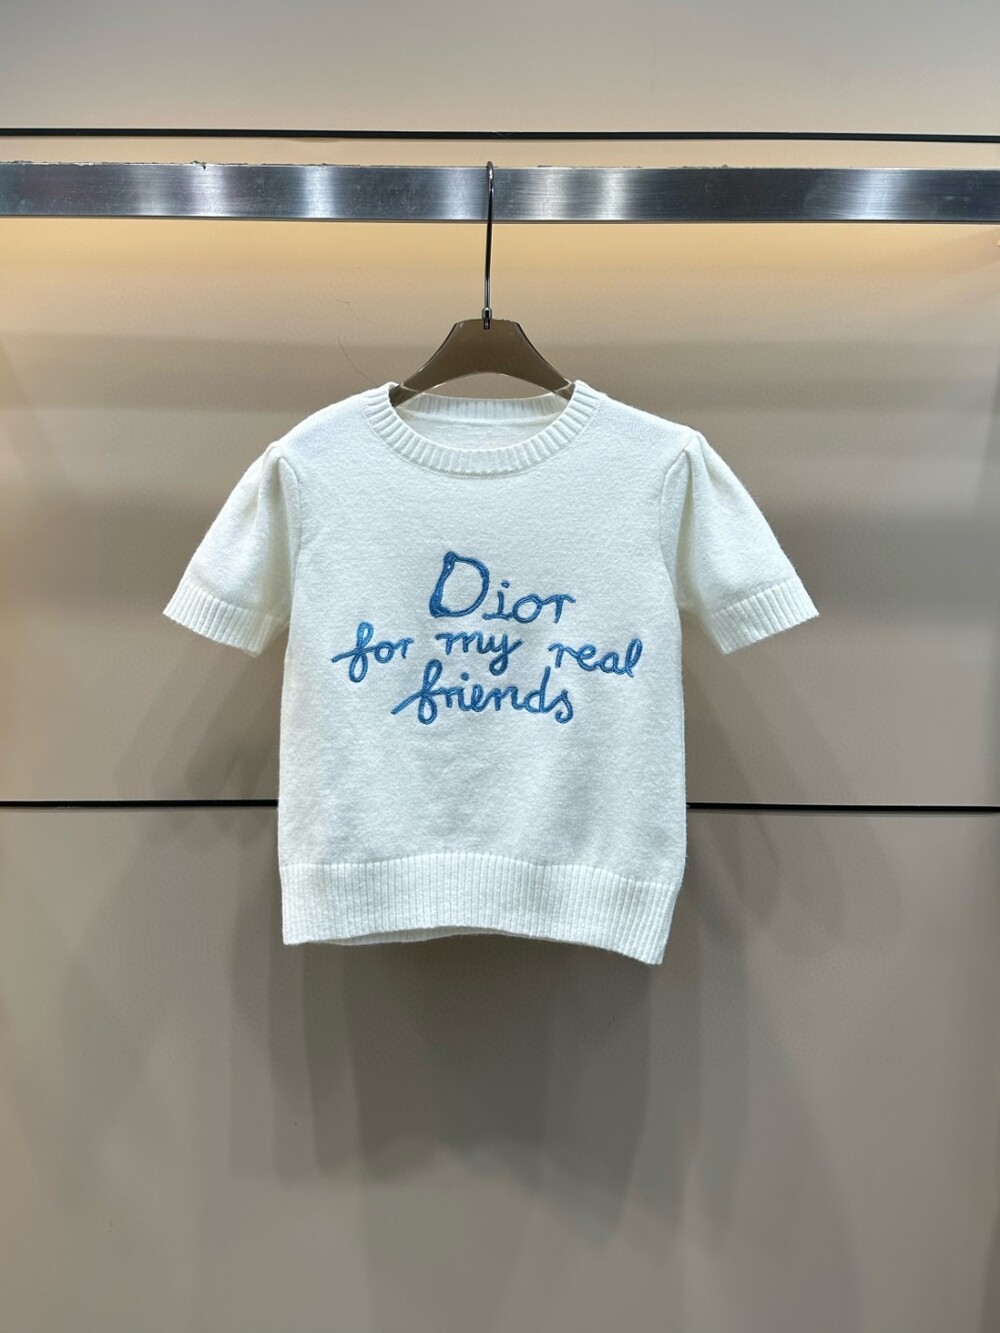 Dior
for my real
friends